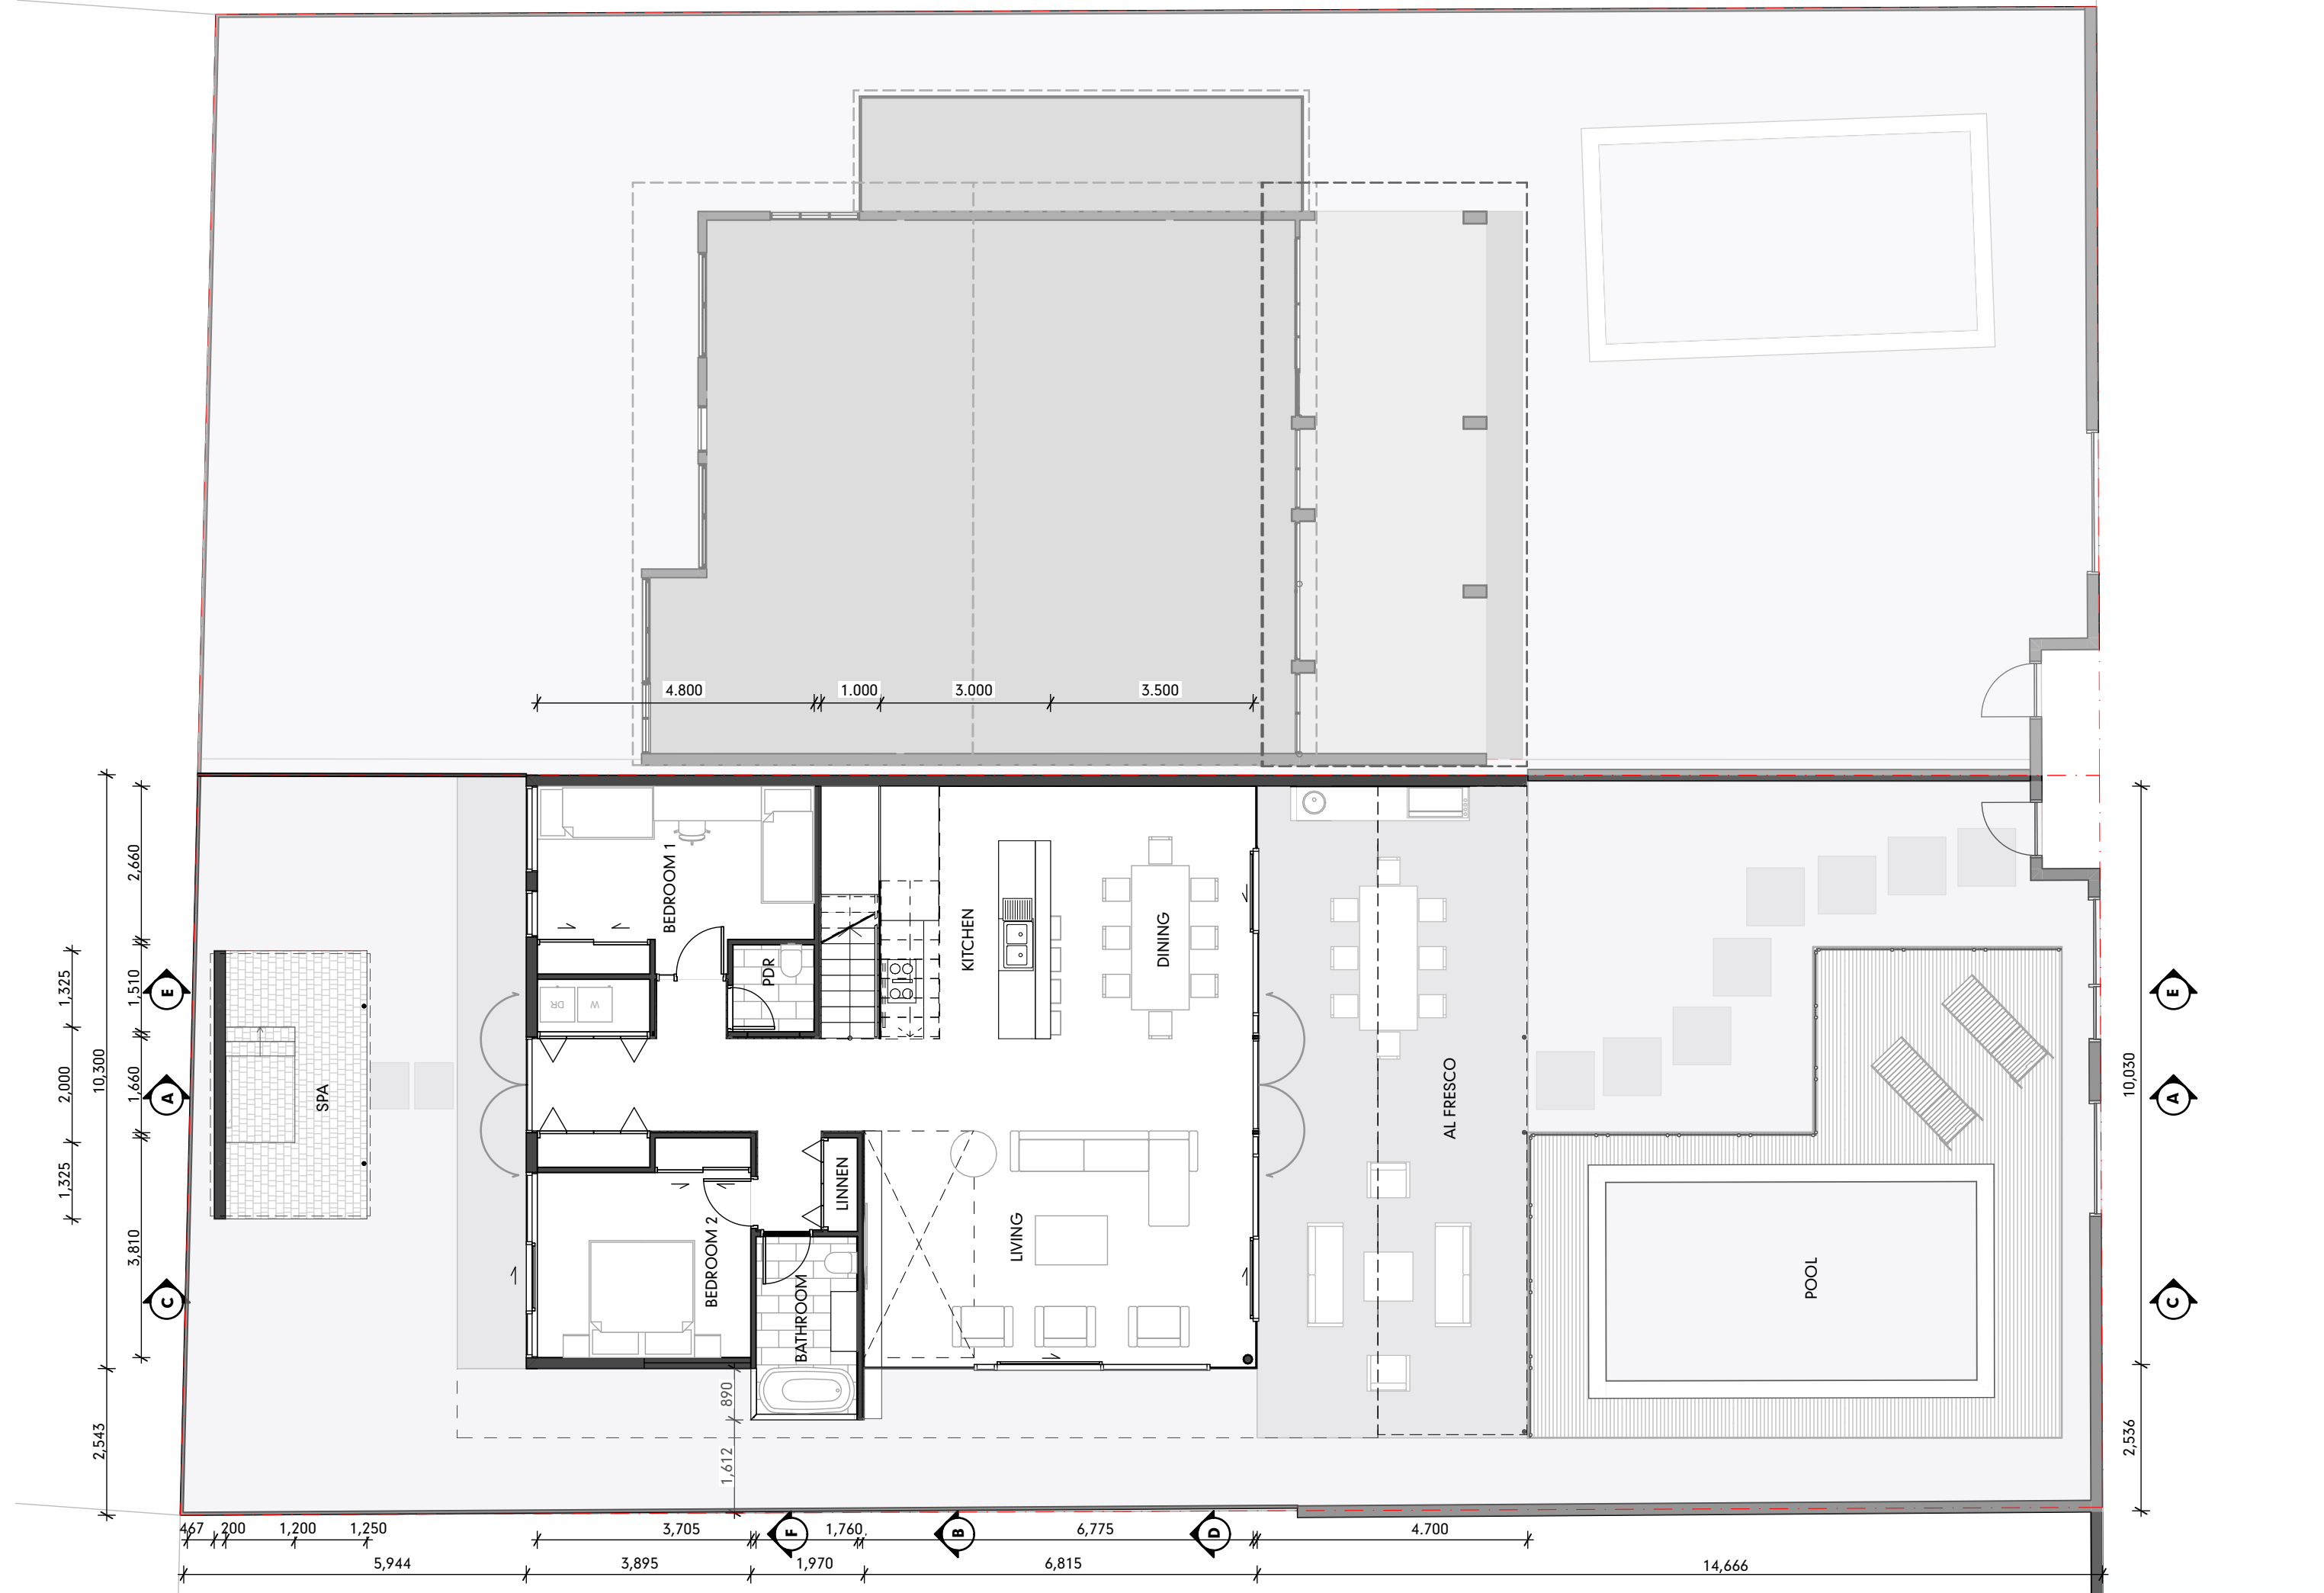 4.800 1.000 3.000 3.500
BEDROOM 1
PDR
KITCHEN
DINING
DR W
SPA
AL FRESCO
LINNEN
BEDROOM 2
BATHROOM
LIVING
POOL
1,325
2,000
1,325
10,300
2,543
2,660
1,510
1,660
3,810
E
A
C
890
1,612
E
A
C
10,030
2,536
467 200 1,200 1,250 3,705 F 1,760 B 6,775 D 4.700
5,944 3,895 1,970 6,815 14,666